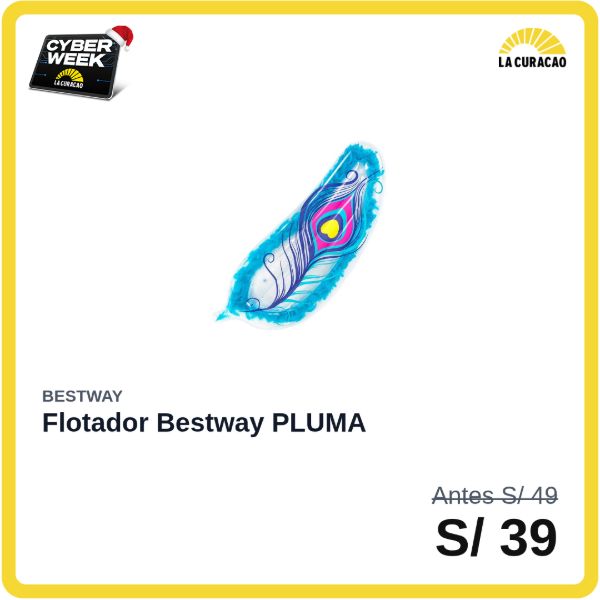 CYBER
WEEK
LA CURACAO
LA CURACAO
BESTWAY
Flotador Bestway PLUMA
Antes S/ 49
S/ 39